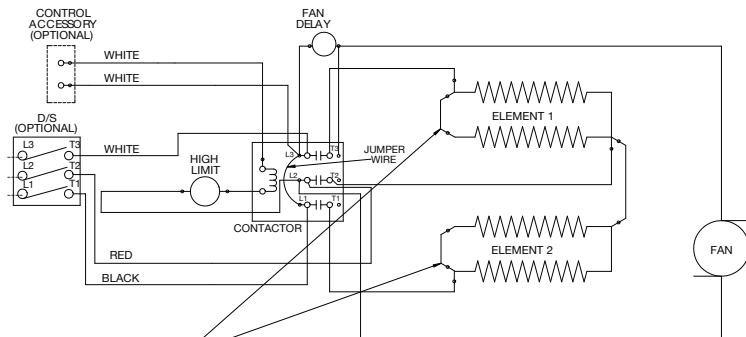 CONTROL
ACCESSORY
(OPTIONAL)
FAN
DELAY
WHITE
WHITE
D/S
(OPTIONAL)
L3 T3
L2 T2
L1 T1
WHITE
HIGH
LIMIT
L3 T3
L2 T2
L1 T1
JUMPER
WIRE
CONTACTOR
ELEMENT 1
ELEMENT 2
FAN
RED
BLACK